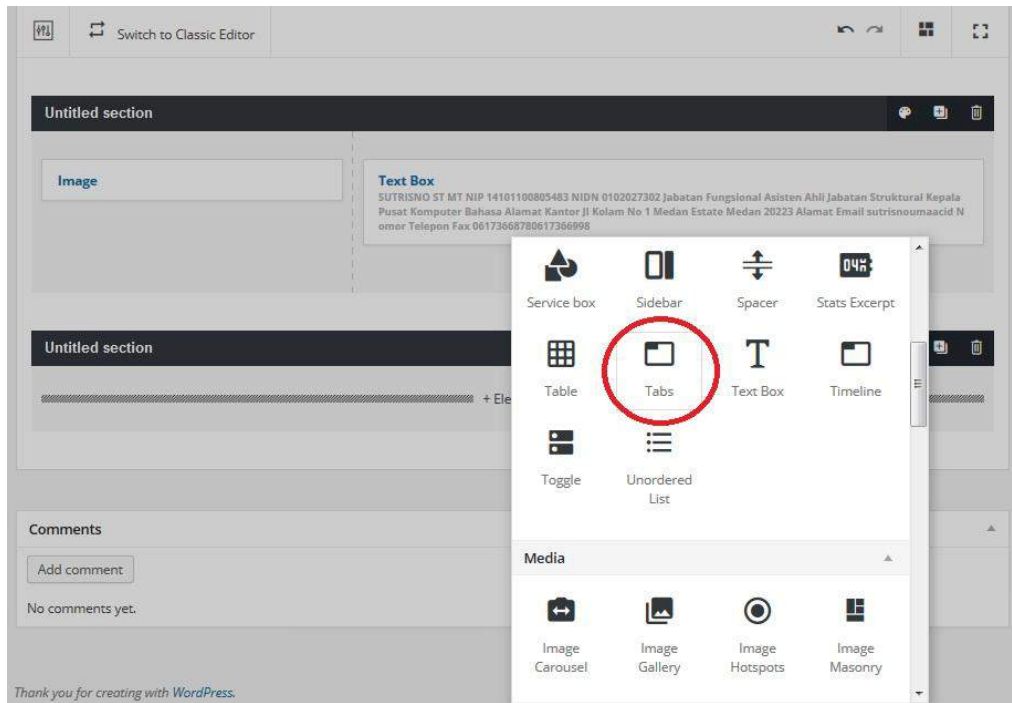 Switch to Classic Editor
Untitled section
Image
Text Box
SUTRISNO ST MT NIP 14101100805483 NIDN 0102027302 Jabatan Fungsional Asisten Ahli Jabatan Struktural Kepala
Pusat Komputer Bahasa Alamat Kantor Jl Kolam No 1 Medan Estate Medan 20223 Alamat Email sutrisnoumaacid N
omor Telepon Fax 06173668780617366998
Service box
Sidebar
Spacer
Stats Excerpt
Untitled section
Table
Tabs
Text Box
Timeline
+ Ele
Toggle
Unordered
List
Comments
Media
Add comment
No comments yet.
Image
Carousel
Image
Gallery
Image
Hotspots
Image
Masonry
Thank you for creating with WordPress.